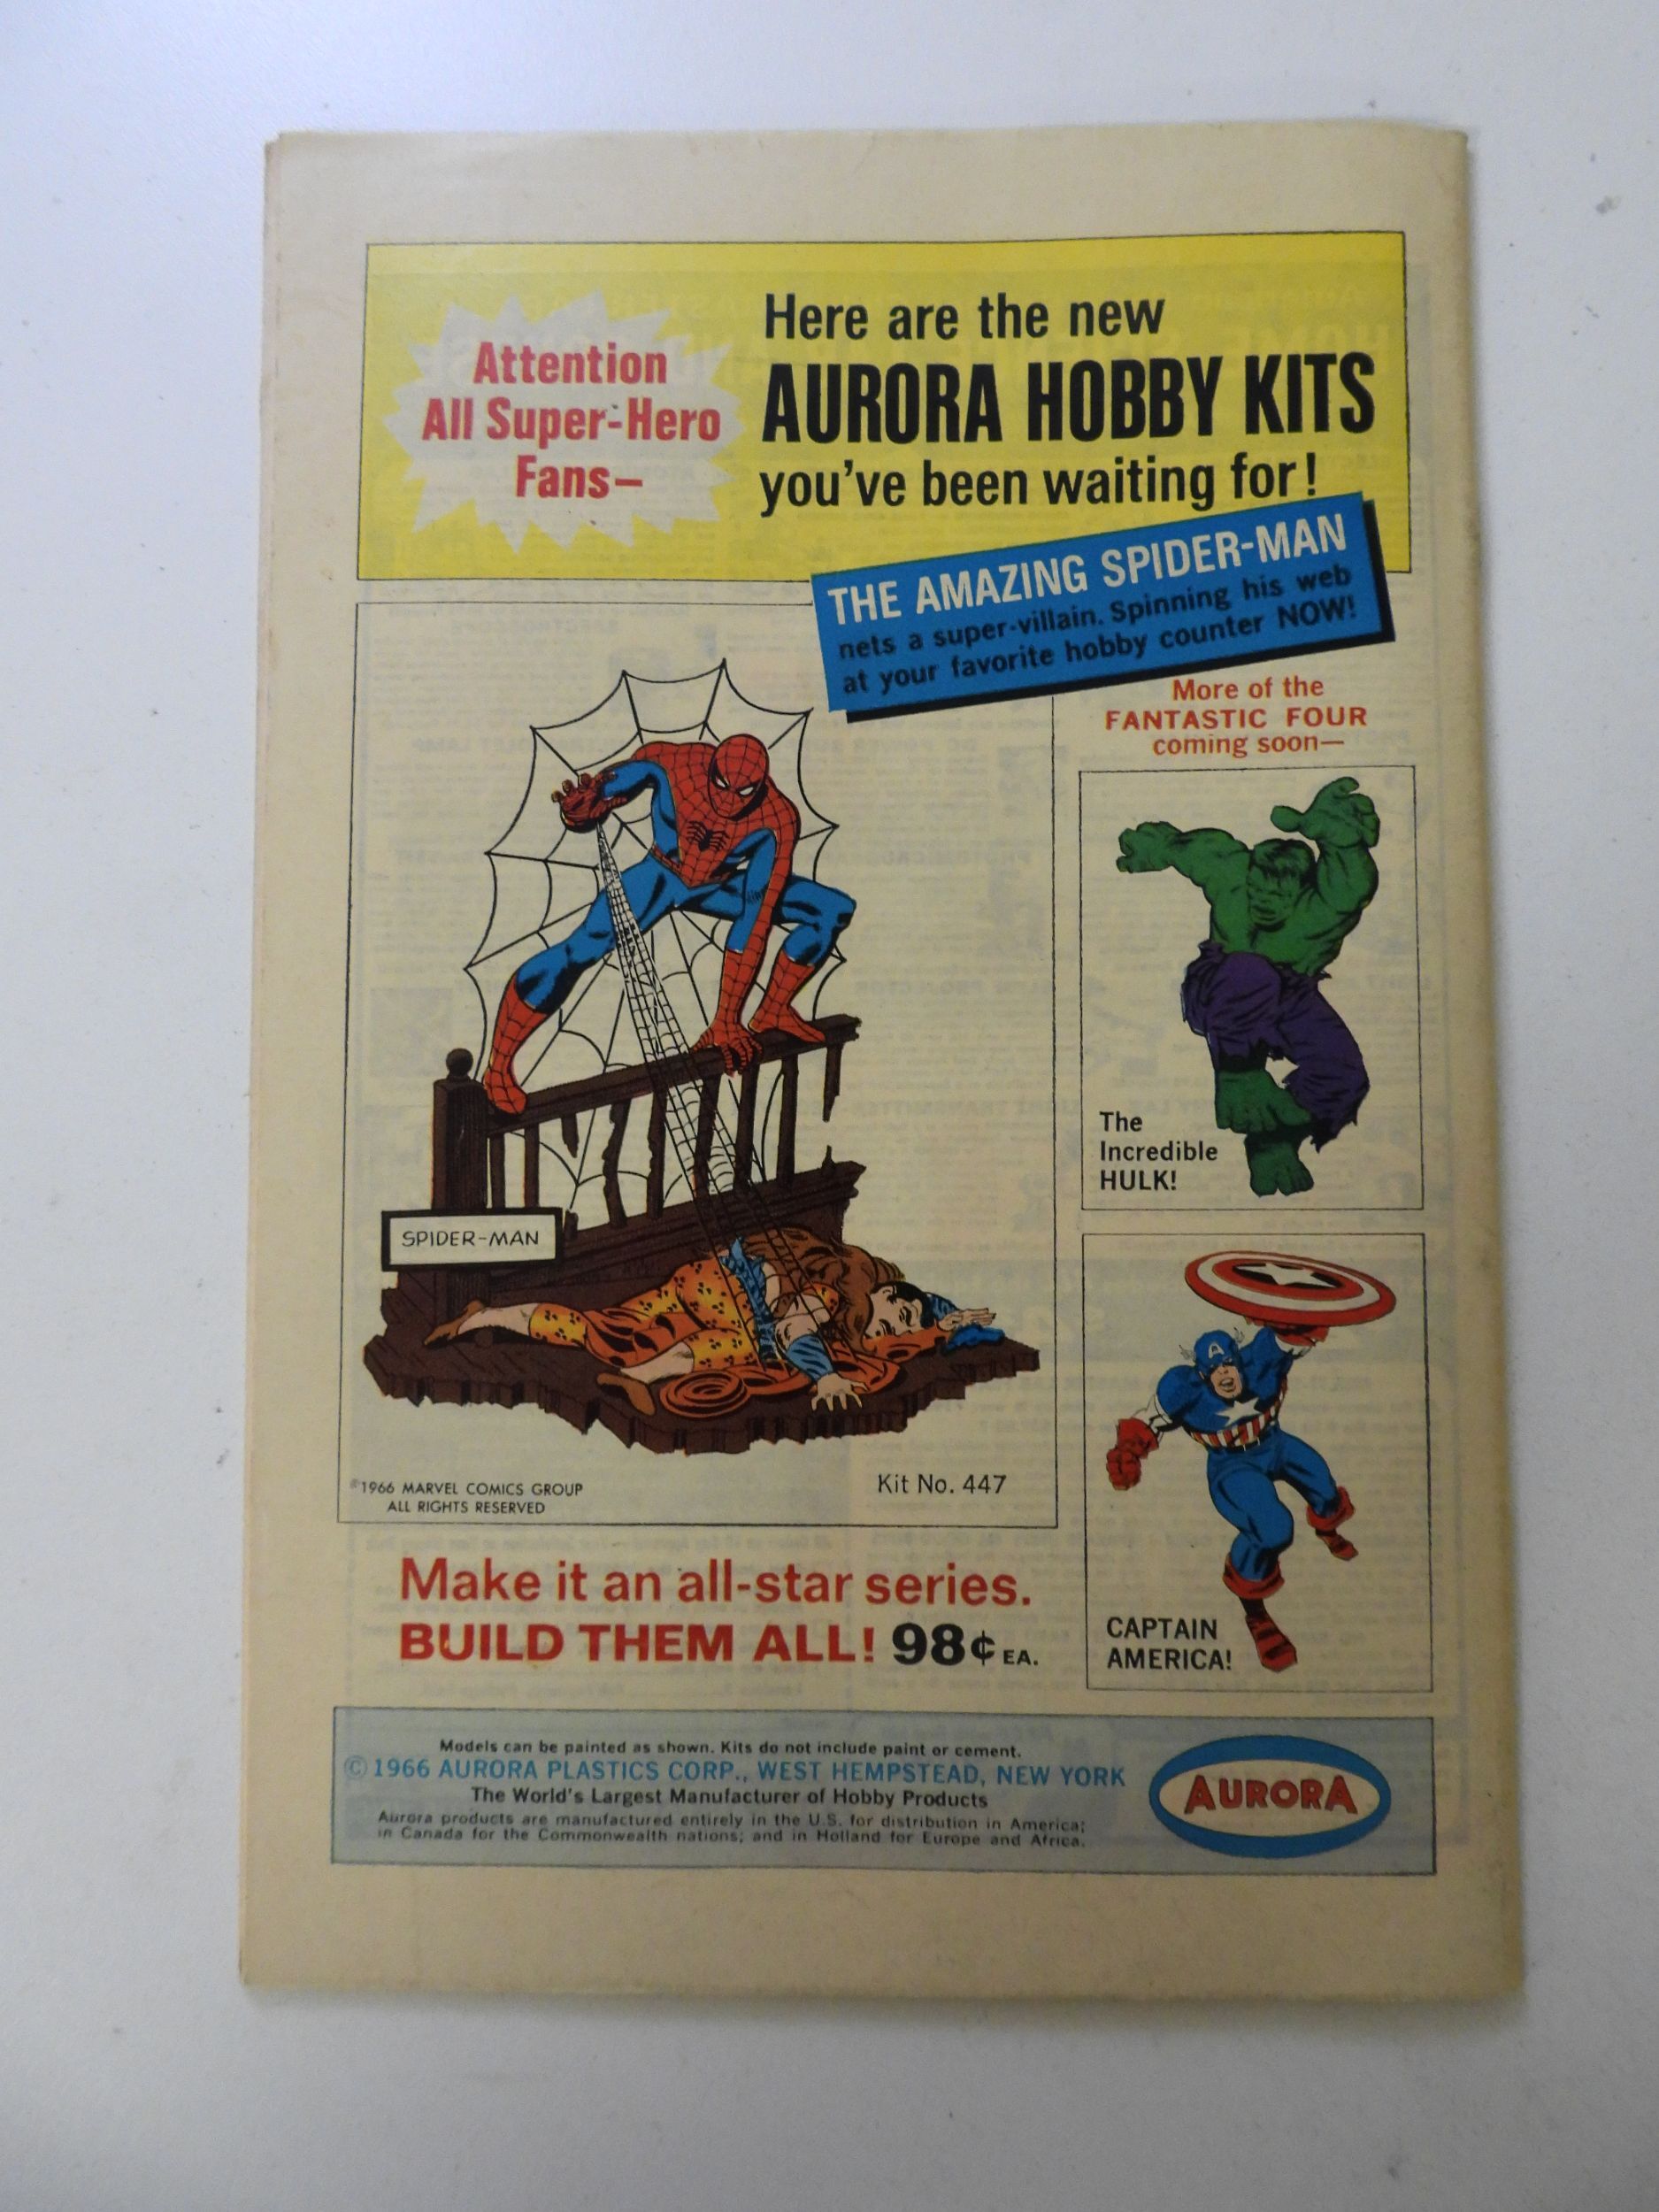 Attention
All Super-Hero
Fans—
Here are the new
AURORA HOBBY KITS
you've been waiting for!
THE AMAZING SPIDER-MAN
nets a super-villain. Spinning his web
at your favorite hobby counter NOW!
More of the
FANTASTIC FOUR
coming soon—
The
Incredible
HULK!
SPIDER-MAN
©1966 MARVEL COMICS GROUP
ALL RIGHTS RESERVED
Kit No. 447
A
CAPTAIN
AMERICA!
Make it an all-star series.
BUILD THEM ALL! 98¢ EA.
Models can be painted as shown. Kits do not include paint or cement.
©1966 AURORA PLASTICS CORP., WEST HEMPSTEAD, NEW YORK
The World's Largest Manufacturer of Hobby Products
Aurora products are manufactured entirely in the U.S. for distribution in America;
in Canada for the Commonwealth nations; and in Holland for Europe and Africa.
AURORA